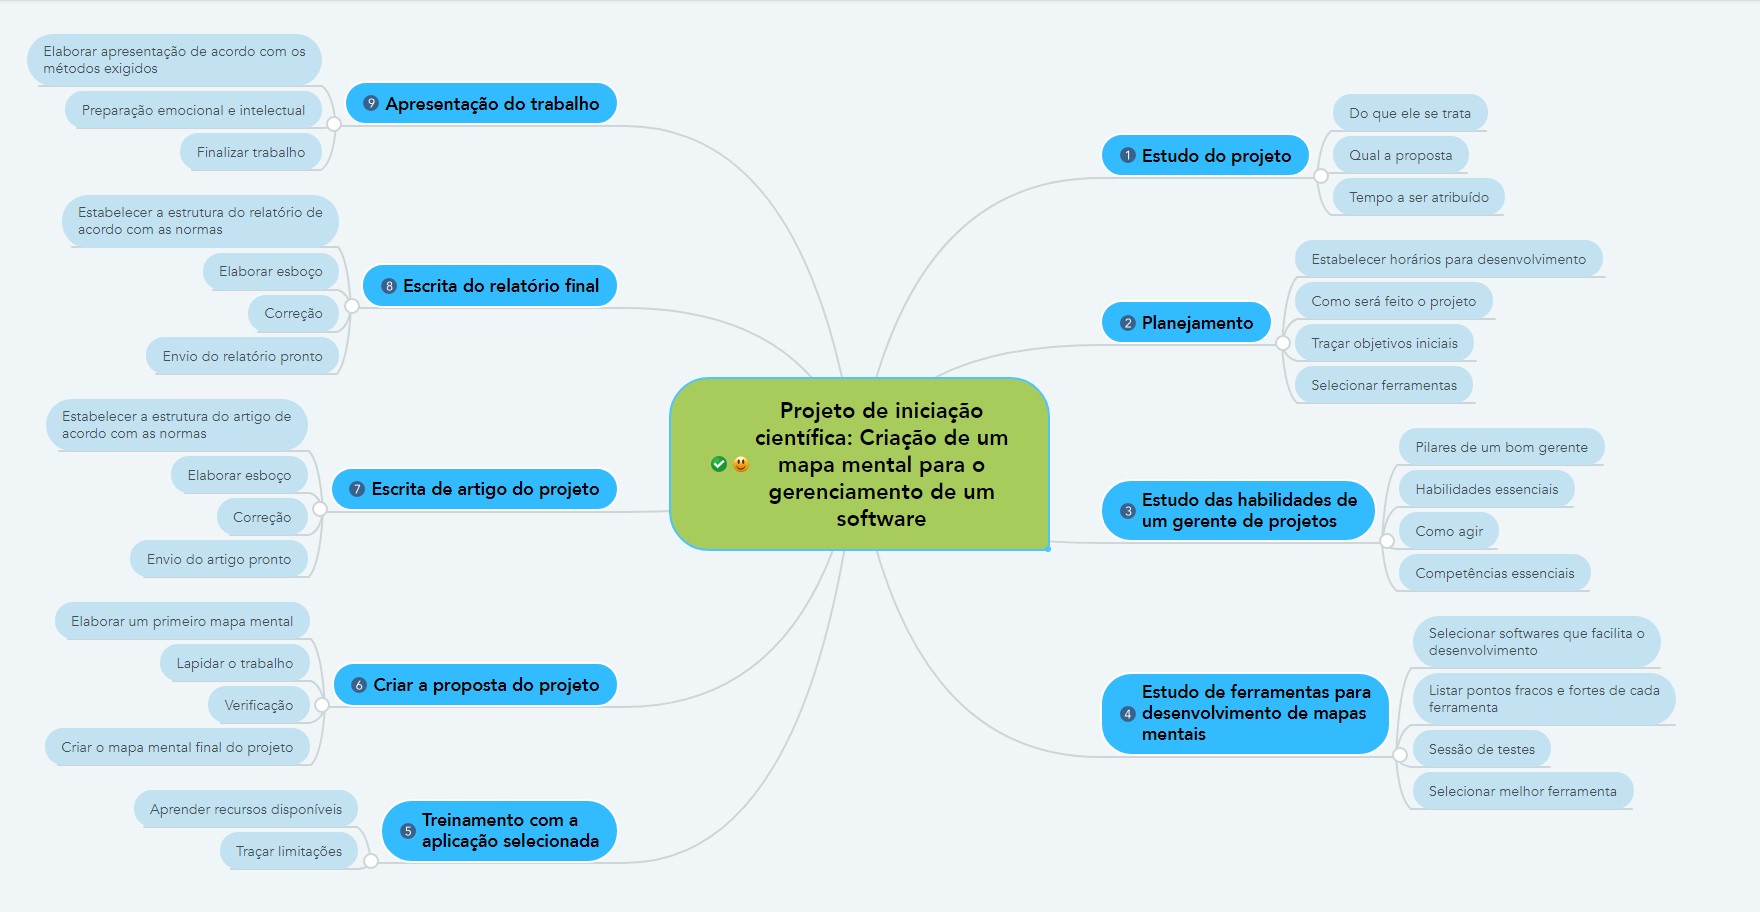 Projeto de iniciação
científica: Criação de um
mapa mental para o
gerenciamento de um
software
1 Estudo do projeto
Do que ele se trata
Qual a proposta
Tempo a ser atribuído
2 Planejamento
Estabelecer horários para desenvolvimento
Como será feito o projeto
Traçar objetivos iniciais
Selecionar ferramentas
3 Estudo das habilidades de
um gerente de projetos
Pilares de um bom gerente
Habilidades essenciais
Como agir
Competências essenciais
4 Estudo de ferramentas para
desenvolvimento de mapas
mentais
Selecionar softwares que facilita o
desenvolvimento
Listar pontos fracos e fortes de cada
ferramenta
Sessão de testes
Selecionar melhor ferramenta
5 Treinamento com a
aplicação selecionada
Aprender recursos disponíveis
Traçar limitações
6 Criar a proposta do projeto
Elaborar um primeiro mapa mental
Lapidar o trabalho
Verificação
Criar o mapa mental final do projeto
7 Escrita de artigo do projeto
Estabelecer a estrutura do artigo de
acordo com as normas
Elaborar esboço
Correção
Envio do artigo pronto
8 Escrita do relatório final
Estabelecer a estrutura do relatório de
acordo com as normas
Elaborar esboço
Correção
Envio do relatório pronto
9 Apresentação do trabalho
Elaborar apresentação de acordo com os
métodos exigidos
Preparação emocional e intelectual
Finalizar trabalho